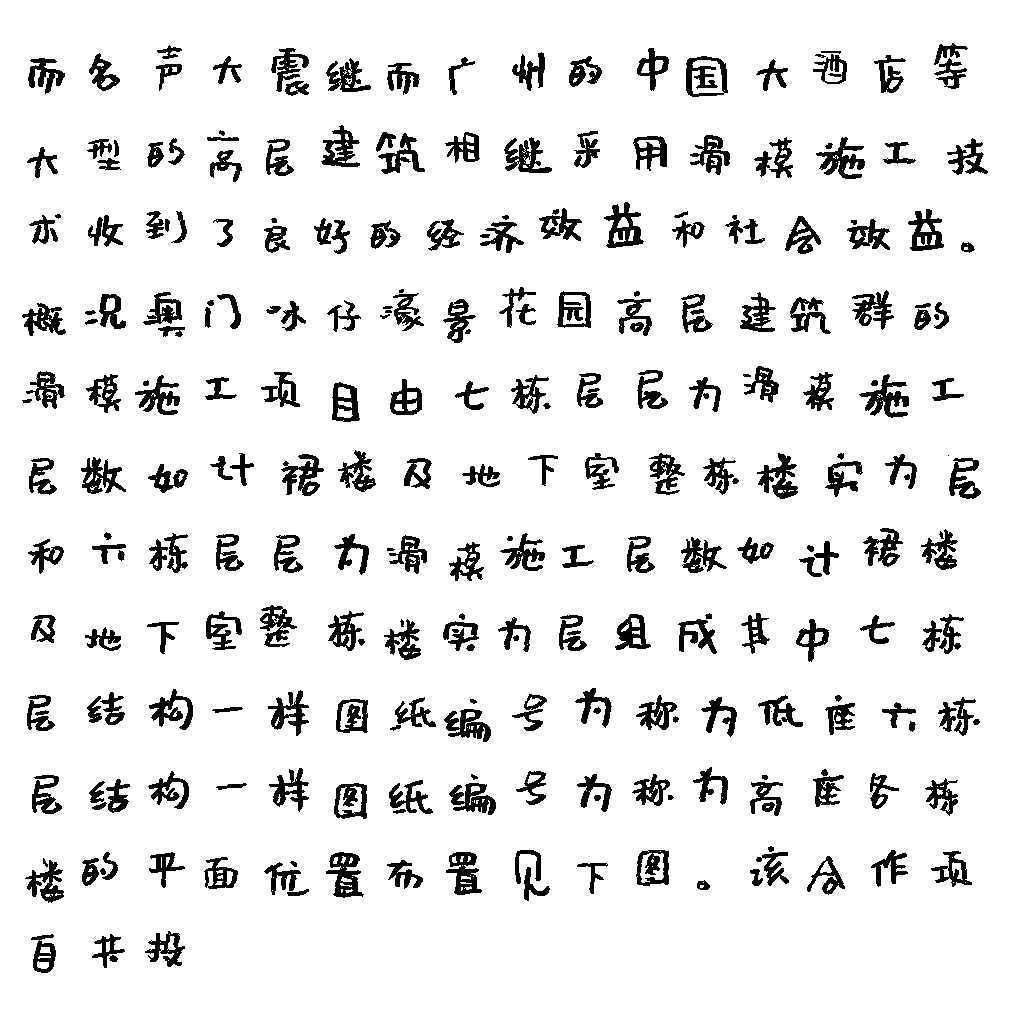 而名声大震继而广州的中国大酒店等
大型的高层建筑相继采用滑模施工技
术收到了良好的经济效益和社会效益。
概况澳门氹仔濠景花园高层建筑群的
滑模施工项目由七栋层层为滑模施工
层数如计裙楼及地下室整栋楼实为层
和六栋层层为滑模施工层数如计裙楼
及地下室整栋楼实为层组成其中七栋
层结构一样图纸编号为称为低座六栋
层结构一样图纸编号为称为高座各栋
楼的平面位置布置见下图。该合作项
目共投